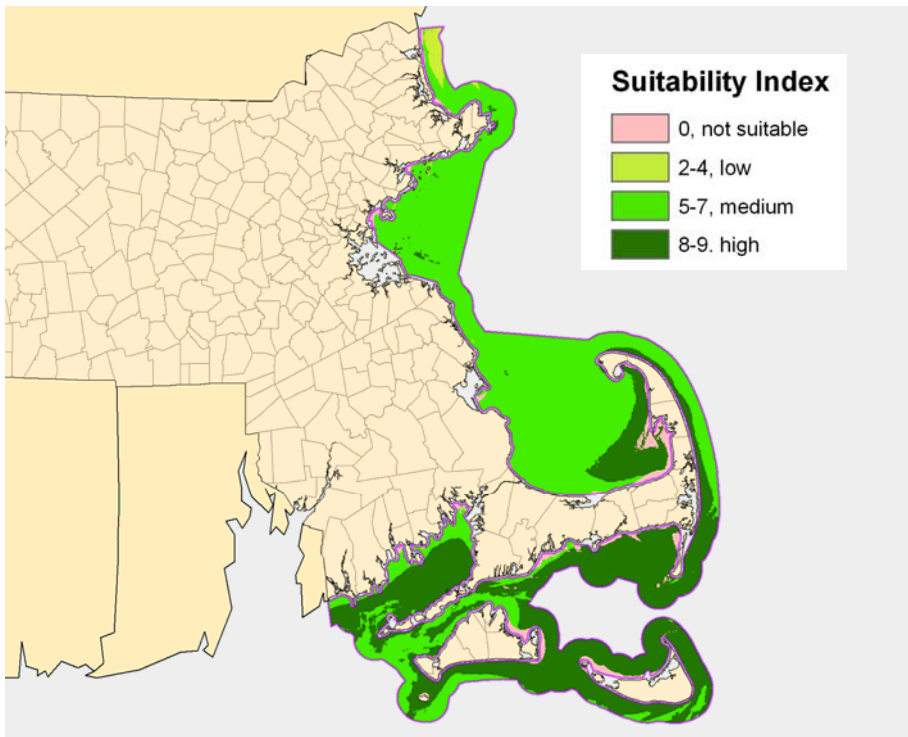 Suitability Index
0, not suitable
2-4, low
5-7, medium
8-9. high